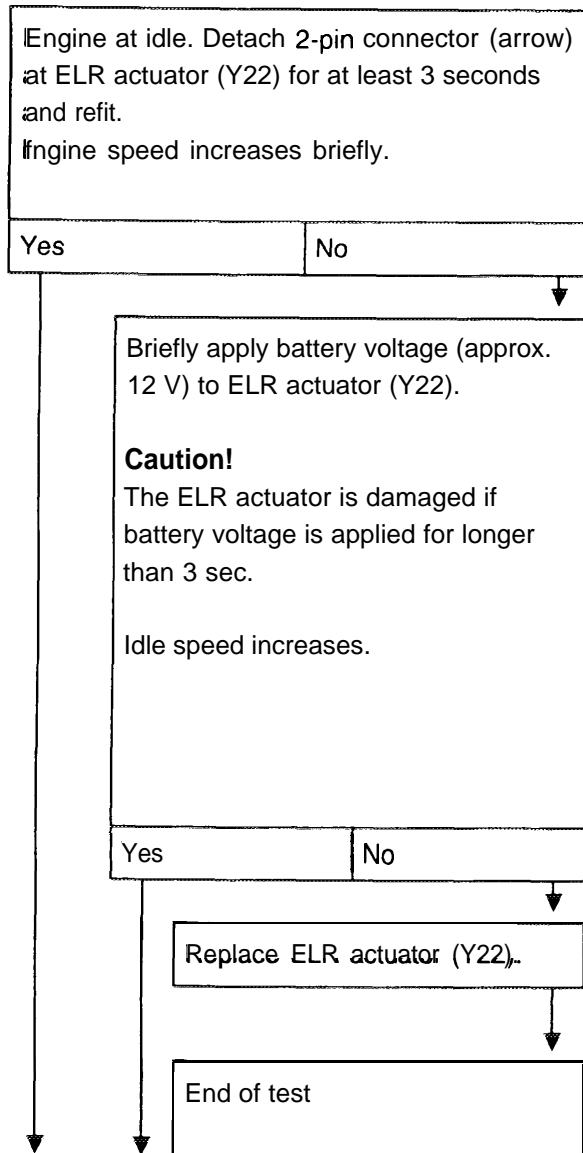 Engine at idle. Detach 2-pin connector (arrow)
at ELR actuator (Y22) for at least 3 seconds
and refit.
Engine speed increases briefly.
Yes
No
Briefly apply battery voltage (approx.
12 V) to ELR actuator (Y22).
Caution!
The ELR actuator is damaged if
battery voltage is applied for longer
than 3 sec.
Idle speed increases.
Yes
No
Replace ELR actuator (Y22).
End of test